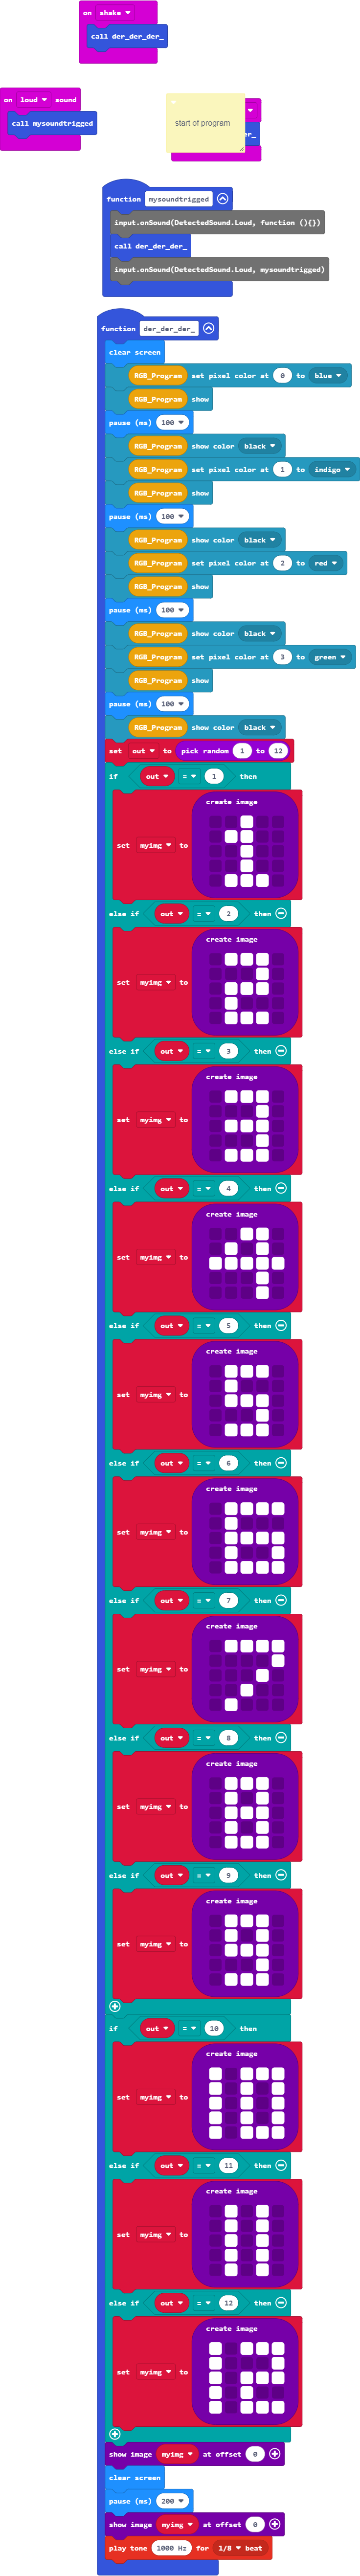 on shake
call der_der_der_
on loud sound
call mysoundtrigged
start of program
function mysoundtrigged
input.onSound(DetectedSound.Loud, function (){})
call der_der_der_
input.onSound(DetectedSound.Loud, mysoundtrigged)
function der_der_der_
clear screen
RGB_Program set pixel color at 0 to blue
RGB_Program show
pause (ms) 100
RGB_Program show color black
RGB_Program set pixel color at 1 to indigo
RGB_Program show
pause (ms) 100
RGB_Program show color black
RGB_Program set pixel color at 2 to red
RGB_Program show
pause (ms) 100
RGB_Program show color black
RGB_Program set pixel color at 3 to green
RGB_Program show
pause (ms) 100
RGB_Program show color black
set out to pick random 1 to 12
if out = 1 then
create image
set myimg to
else if out = 2 then
create image
set myimg to
else if out = 3 then
create image
set myimg to
else if out = 4 then
create image
set myimg to
else if out = 5 then
create image
set myimg to
else if out = 6 then
create image
set myimg to
else if out = 7 then
create image
set myimg to
else if out = 8 then
create image
set myimg to
else if out = 9 then
create image
set myimg to
if out = 10 then
create image
set myimg to
else if out = 11 then
create image
set myimg to
else if out = 12 then
create image
set myimg to
show image myimg at offset 0
clear screen
pause (ms) 200
show image myimg at offset 0
play tone 1000 Hz for 1/8 beat